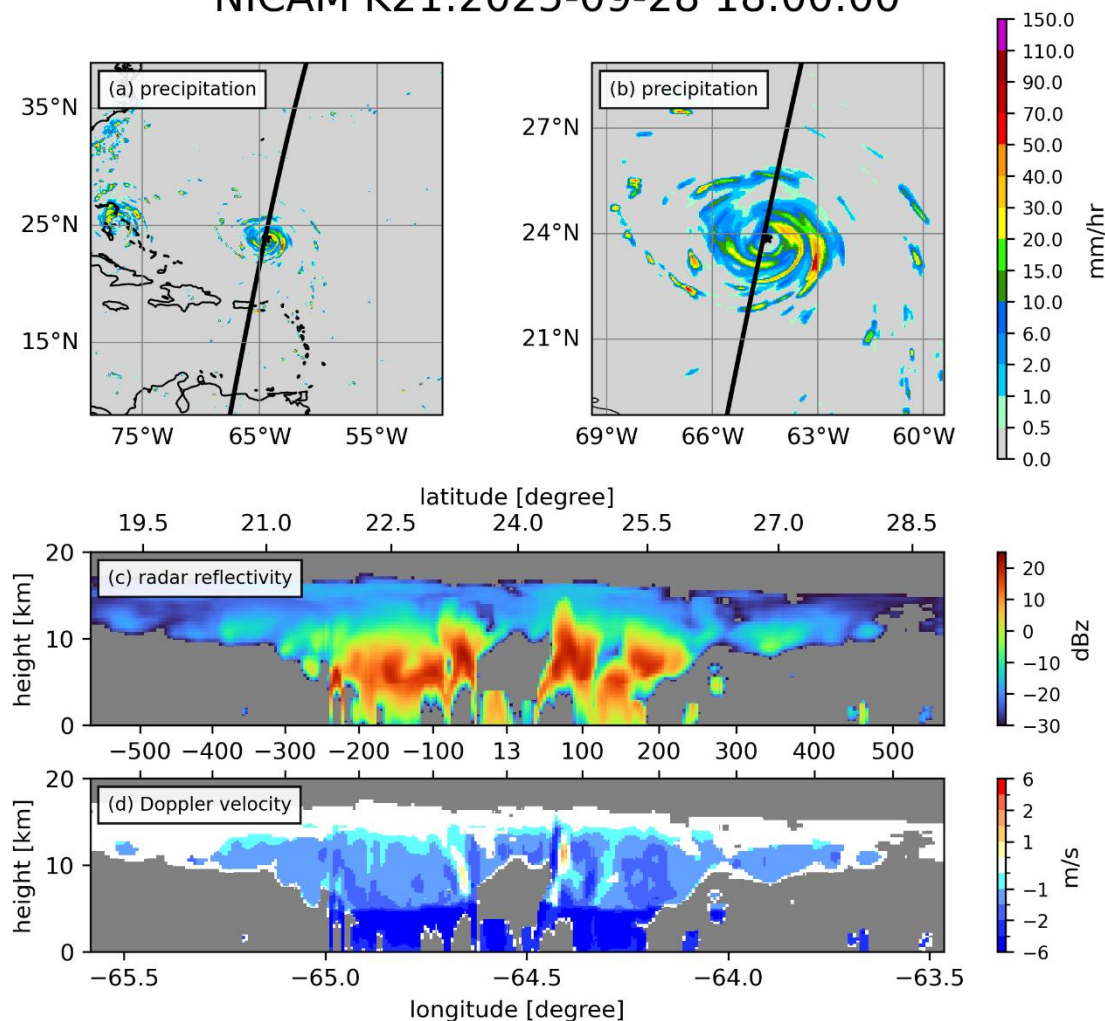 NICAM R21:2025-09-28 18:00:00
(a) precipitation
35°N
25°N
15°N
75°W 65°W 55°W
(b) precipitation
27°N
24°N
21°N
69°W 66°W 63°W 60°W
150.0
110.0
90.0
70.0
50.0
40.0
30.0
20.0
15.0
10.0
6.0
2.0
1.0
0.5
0.0
mm/hr
latitude [degree]
19.5 21.0 22.5 24.0 25.5 27.0 28.5
(c) radar reflectivity
height [km]
20
10
0
20
10
0
−10
−20
−30
dBz
−500 −400 −300 −200 −100 13 100 200 300 400 500
(d) Doppler velocity
height [km]
20
10
0
6
2
1
−1
−2
−6
m/s
−65.5 −65.0 −64.5 −64.0 −63.5
longitude [degree]